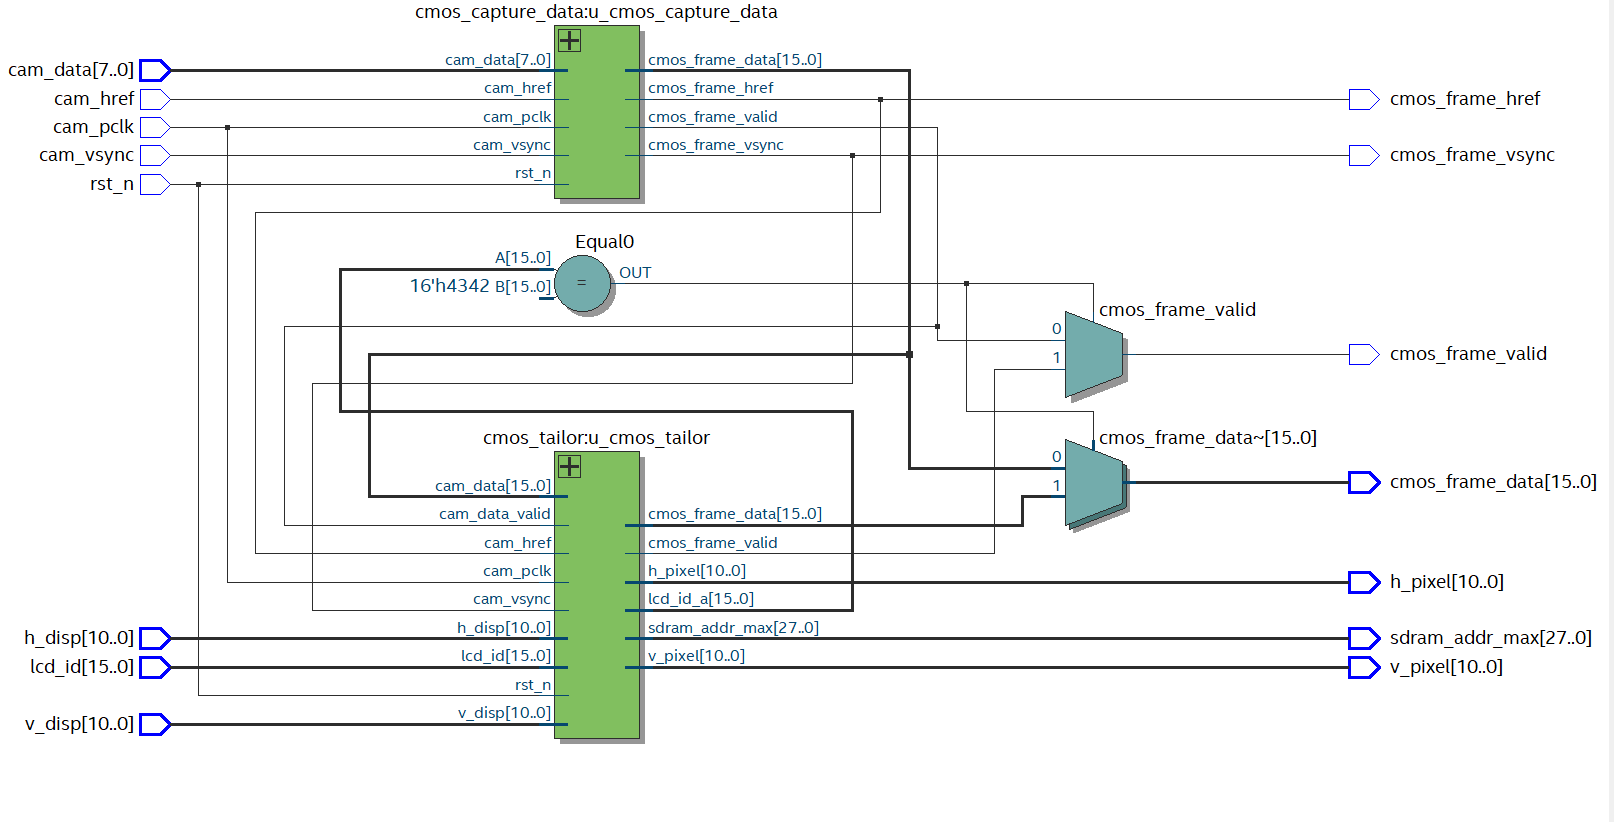 cmos_capture_data:u_cmos_capture_data
cam_data[7..0]
cam_href
cam_pclk
cam_vsync
rst_n
cam_data[7..0]
cam_href
cam_pclk
cam_vsync
rst_n
cmos_frame_data[15..0]
cmos_frame_href
cmos_frame_valid
cmos_frame_vsync
cmos_frame_href
cmos_frame_vsync
Equal0
A[15..0]
16'h4342 B[15..0]
=
OUT
cmos_frame_valid
0
1
cmos_frame_valid
cmos_frame_data~[15..0]
0
1
cmos_frame_data[15..0]
cmos_tailor:u_cmos_tailor
cam_data[15..0]
cam_data_valid
cam_href
cam_pclk
cam_vsync
h_disp[10..0]
lcd_id[15..0]
rst_n
v_disp[10..0]
cmos_frame_data[15..0]
cmos_frame_valid
h_pixel[10..0]
lcd_id_a[15..0]
sdram_addr_max[27..0]
v_pixel[10..0]
h_disp[10..0]
lcd_id[15..0]
v_disp[10..0]
h_pixel[10..0]
sdram_addr_max[27..0]
v_pixel[10..0]